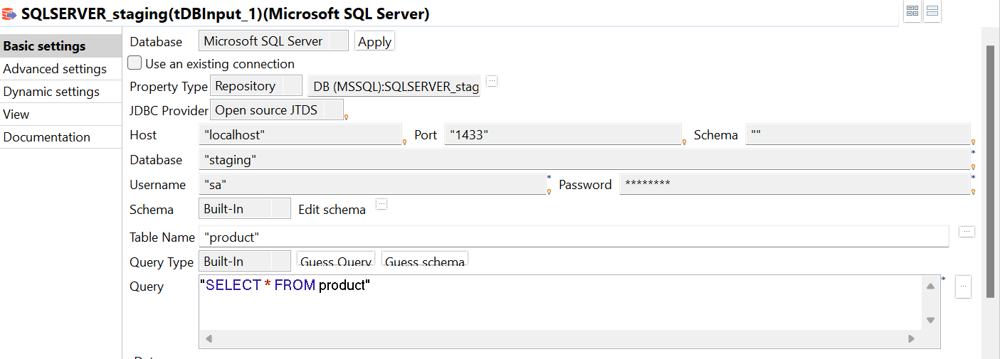 SQLSERVER_staging(tDBInput_1)(Microsoft SQL Server)
Basic settings
Advanced settings
Dynamic settings
View
Documentation
Database Microsoft SQL Server Apply
Use an existing connection
Property Type Repository DB (MSSQL):SQLSERVER_stag ...
JDBC Provider Open source JTDS
Host "localhost" Port "1433" Schema ""
Database "staging" *
Username "sa" * Password ******** *
Schema Built-In Edit schema ...
Table Name "product" ...
Query Type Built-In Guess Query Guess schema
Query "SELECT * FROM product" * ...